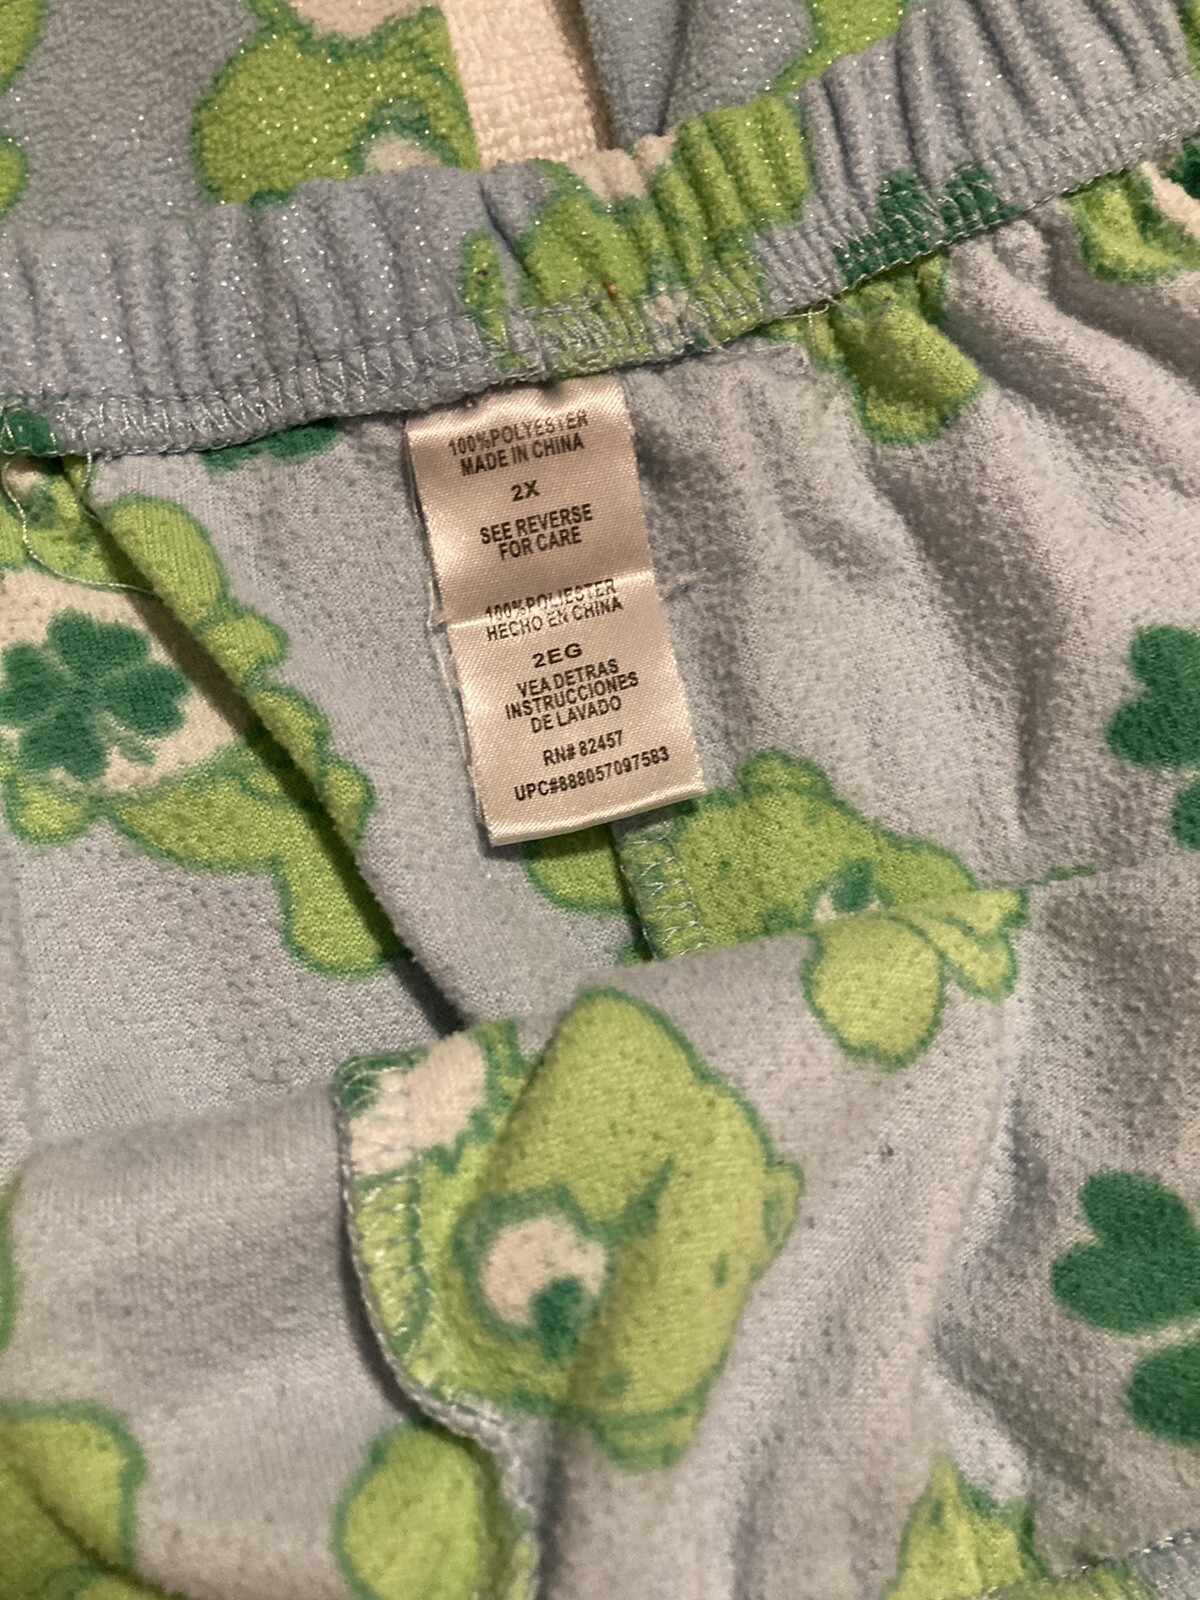 100%POLYESTER
MADE IN CHINA
2X
SEE REVERSE
FOR CARE
100%POLIESTER
HECHO EN CHINA
2EG
VEA DETRAS
INSTRUCCIONES
DE LAVADO
RN# 82457
UPC#888057097583